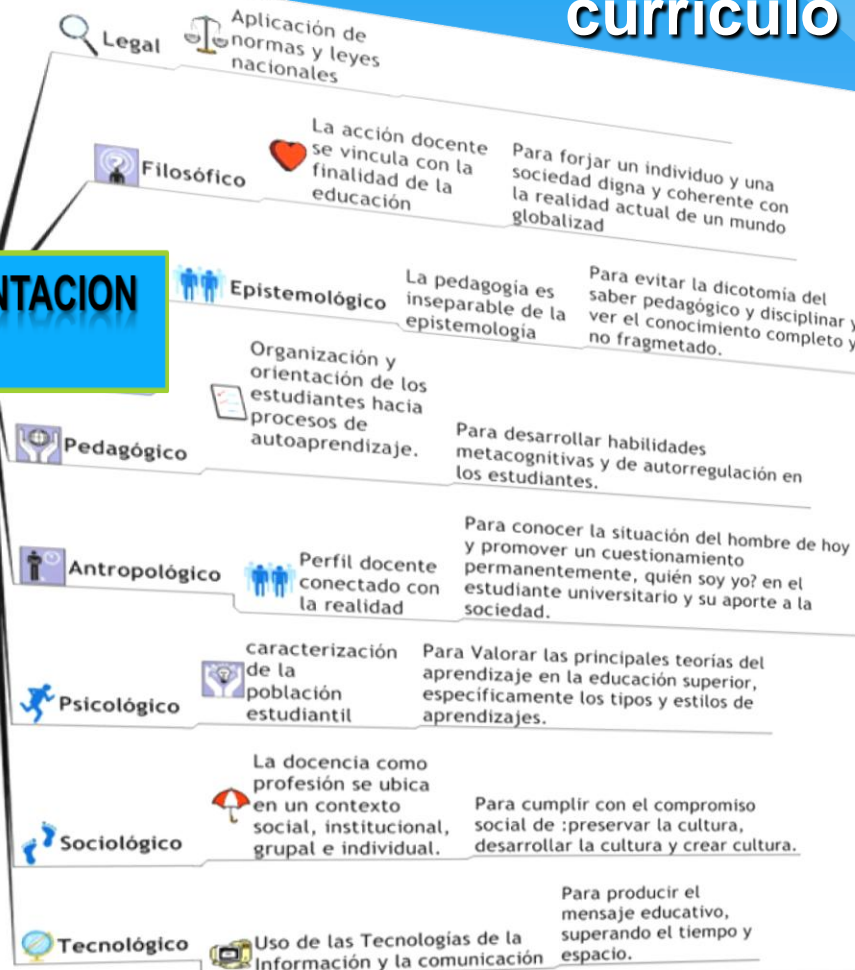 currículo
Legal
Aplicación de
normas y leyes
nacionales
Filosófico
La acción docente
se vincula con la
finalidad de la
educación
Para forjar un individuo y una
sociedad digna y coherente con
la realidad actual de un mundo
globalizad
NTACION
Epistemológico
La pedagogía es
inseparable de la
epistemología
Para evitar la dicotomía del
saber pedagógico y disciplinar y
ver el conocimiento completo y
no fragmetado.
Pedagógico
Organización y
orientación de los
estudiantes hacia
procesos de
autoaprendizaje.
Para desarrollar habilidades
metacognitivas y de autorregulación en
los estudiantes.
Antropológico
Perfil docente
conectado con
la realidad
Para conocer la situación del hombre de hoy
y promover un cuestionamiento
permanentemente, quién soy yo? en el
estudiante universitario y su aporte a la
sociedad.
Psicológico
caracterización
de la
población
estudiantil
Para Valorar las principales teorías del
aprendizaje en la educación superior,
específicamente los tipos y estilos de
aprendizajes.
Sociológico
La docencia como
profesión se ubica
en un contexto
social, institucional,
grupal e individual.
Para cumplir con el compromiso
social de :preservar la cultura,
desarrollar la cultura y crear cultura.
Tecnológico
Uso de las Tecnologías de la
Información y la comunicación
Para producir el
mensaje educativo,
superando el tiempo y
espacio.